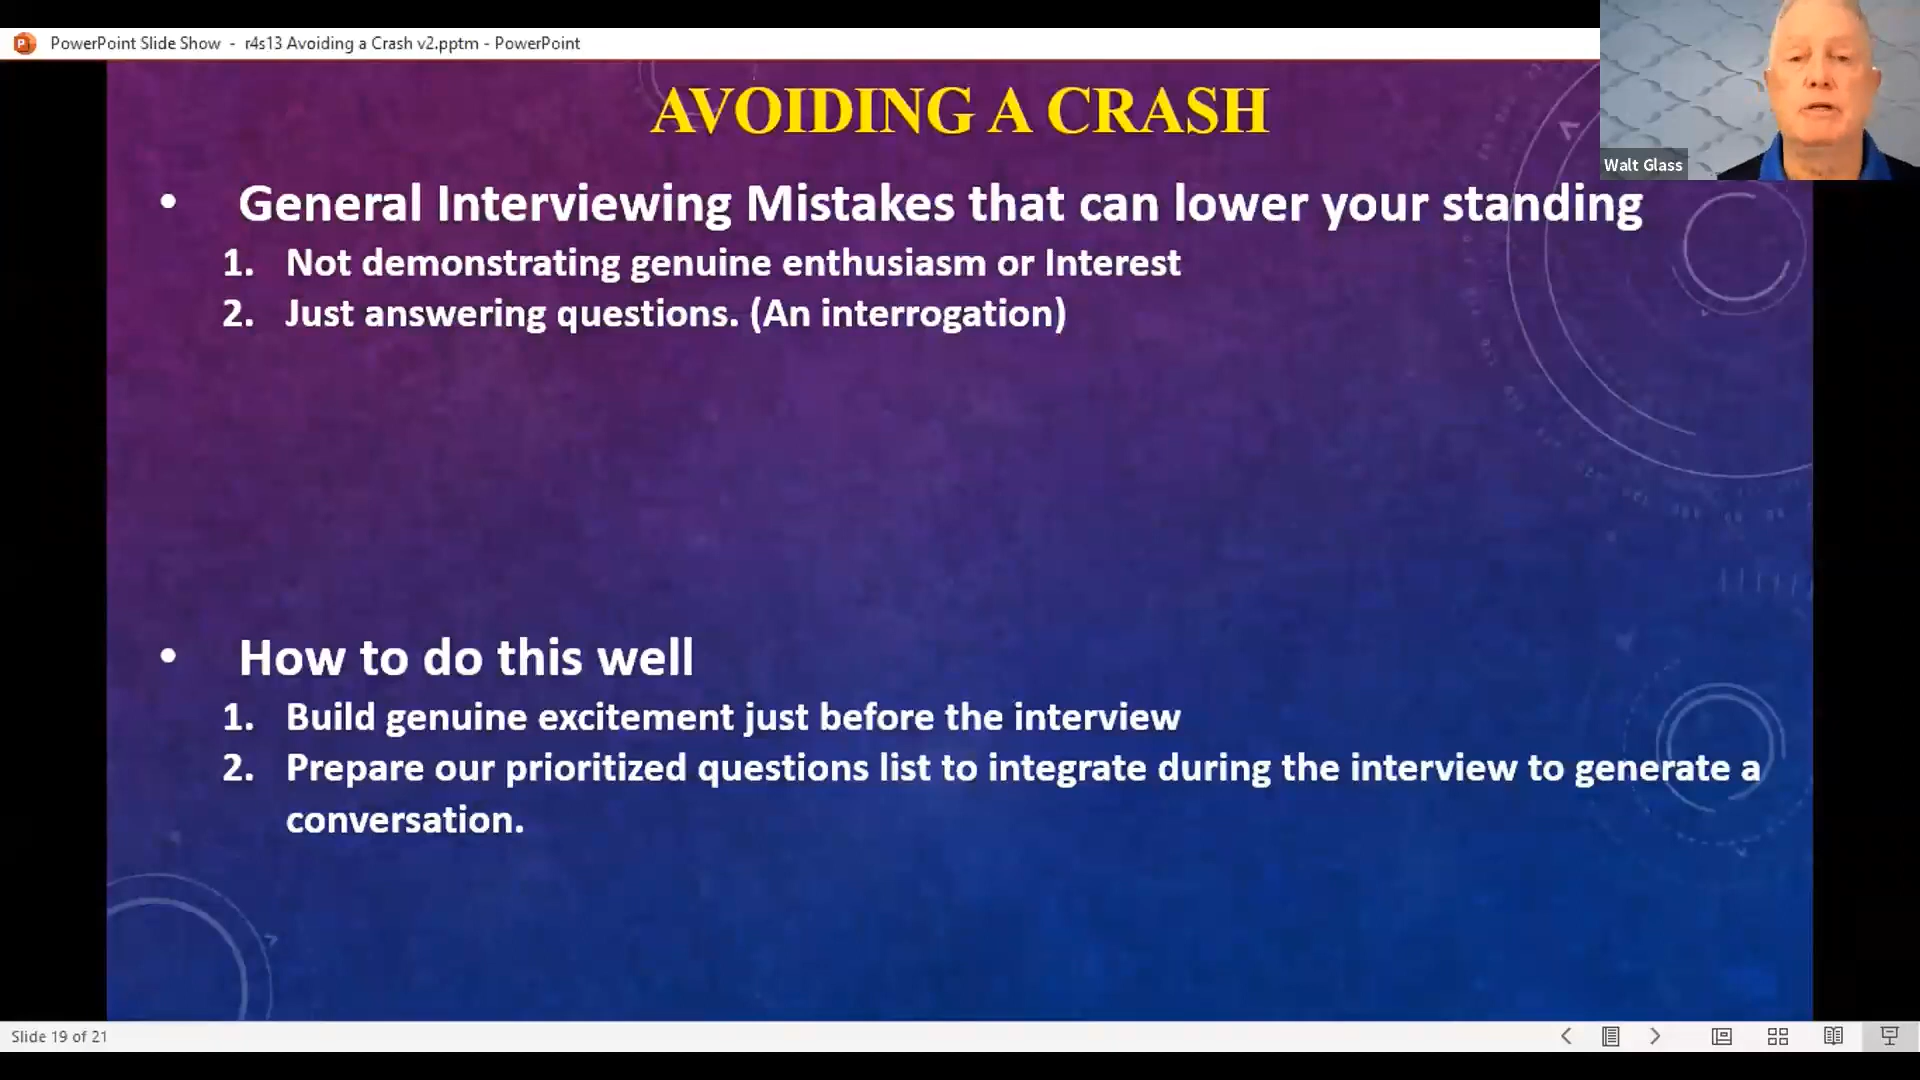 PowerPoint Slide Show - r4s13 Avoiding a Crash v2.pptm - PowerPoint
Walt Glass
AVOIDING A CRASH
• General Interviewing Mistakes that can lower your standing
1. Not demonstrating genuine enthusiasm or Interest
2. Just answering questions. (An interrogation)
• How to do this well
1. Build genuine excitement just before the interview
2. Prepare our prioritized questions list to integrate during the interview to generate a
conversation.
Slide 19 of 21